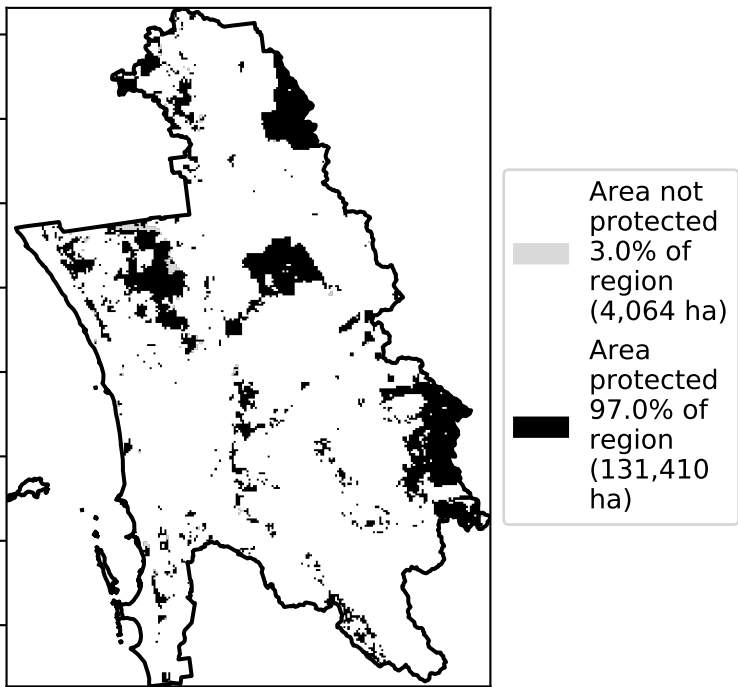 Area not
protected
3.0% of
region
(4,064 ha)
Area
protected
97.0% of
region
(131,410
ha)